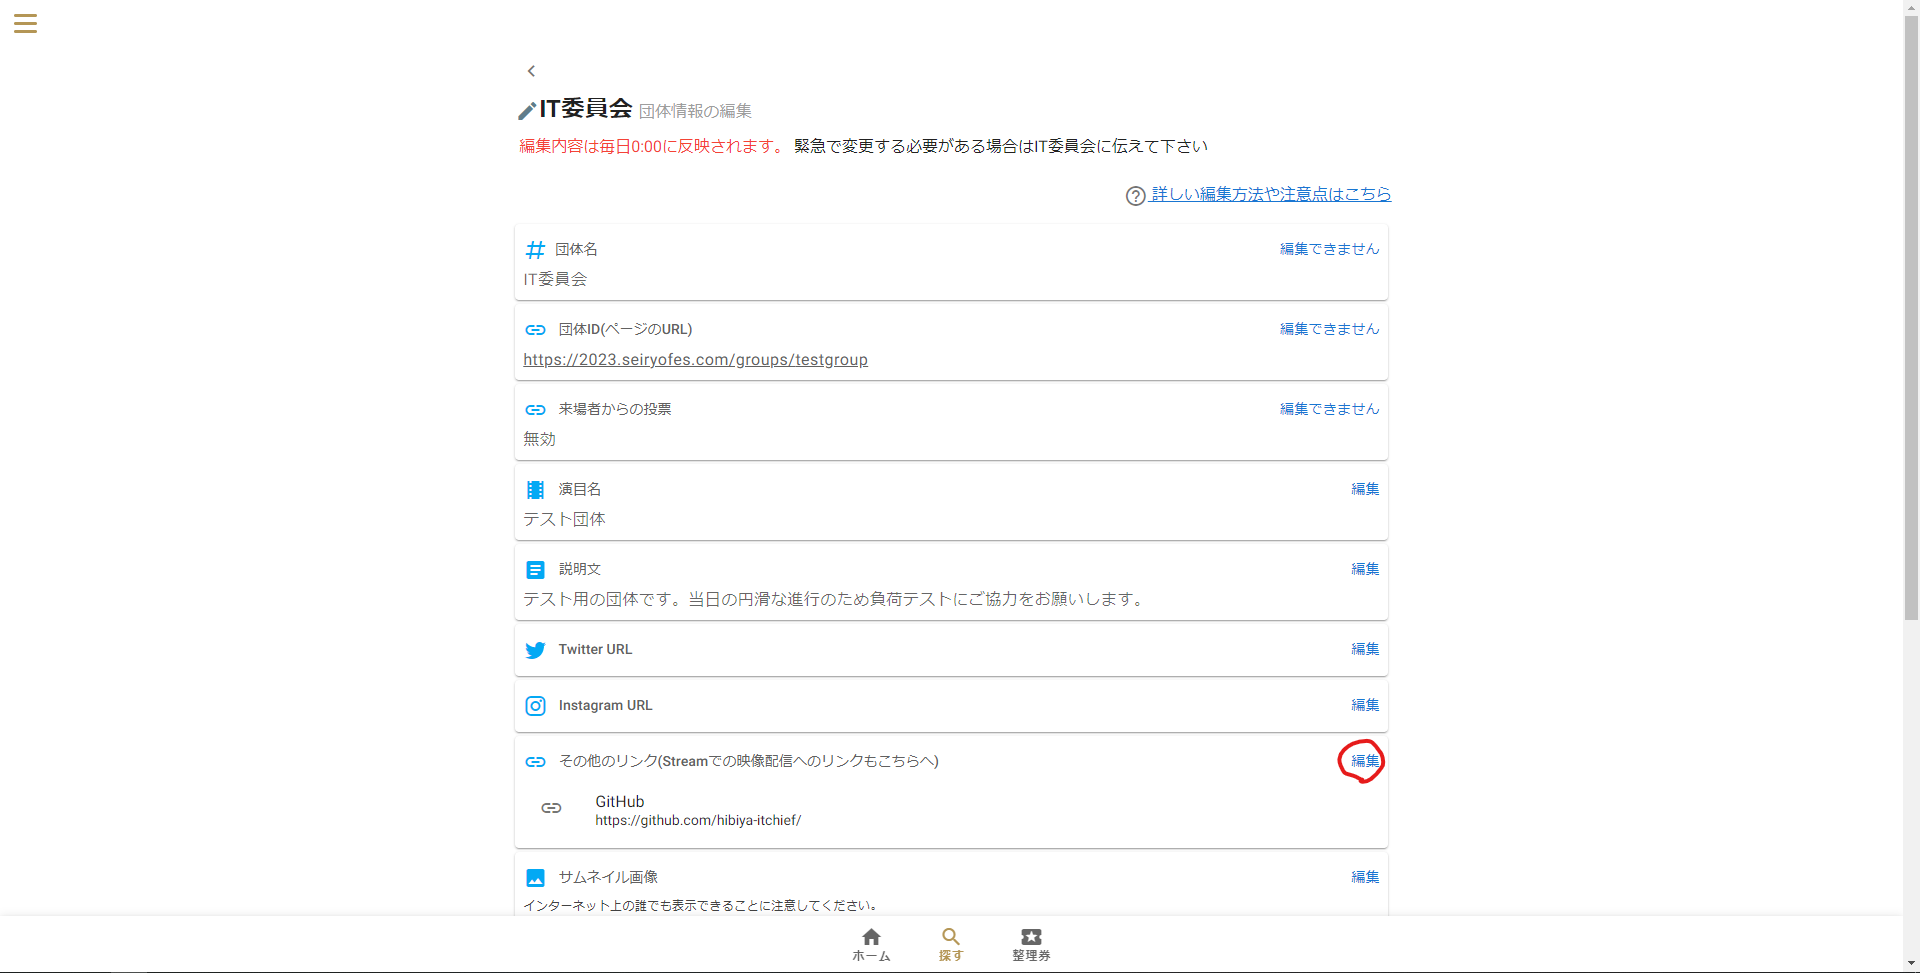 IT委員会 団体情報の編集
編集内容は毎日0:00に反映されます。 緊急で変更する必要がある場合はIT委員会に伝えて下さい
詳しい編集方法や注意点はこちら
団体名 編集できません
IT委員会
団体ID(ページのURL) 編集できません
https://2023.seiryofes.com/groups/testgroup
来場者からの投票 編集できません
無効
演目名 編集
テスト団体
説明文 編集
テスト用の団体です。当日の円滑な進行のため負荷テストにご協力をお願いします。
Twitter URL 編集
Instagram URL 編集
その他のリンク(Streamでの映像配信へのリンクもこちらへ) 編集
GitHub
https://github.com/hibiya-itchief/
サムネイル画像 編集
インターネット上の誰でも表示できることに注意してください。
ホーム 探す 整理券